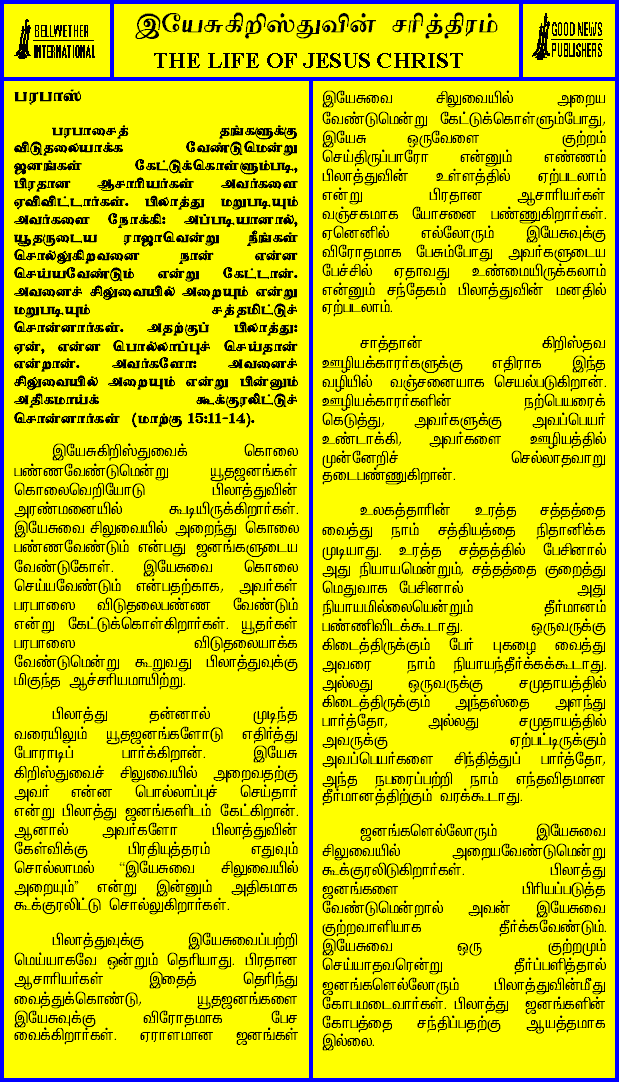 BELLWETHER
INTERNATIONAL
இயேசுகிறிஸ்துவின் சரித்திரம்
THE LIFE OF JESUS CHRIST
GOOD NEWS
PUBLISHERS
பரபாஸ்
பரபாசைத் தங்களுக்கு
விடுதலையாக்க வேண்டுமென்று
ஜனங்கள் கேட்டுக்கொள்ளும்படி,
பிரதான ஆசாரியர்கள் அவர்களை
ஏவிவிட்டார்கள். பிலாத்து மறுபடியும்
அவர்களை நோக்கி: அப்படியானால்,
யூதருடைய ராஜாவென்று நீங்கள்
சொல்லுகிறவனை நான் என்ன
செய்யவேண்டும் என்று கேட்டான்.
அவனைச் சிலுவையில் அறையும் என்று
மறுபடியும் சத்தமிட்டுச்
சொன்னார்கள். அதற்குப் பிலாத்து:
ஏன், என்ன பொல்லாப்புச் செய்தான்
என்றான். அவர்களோ: அவனைச்
சிலுவையில் அறையும் என்று பின்னும்
அதிகமாய்க் கூக்குரலிட்டுச்
சொன்னார்கள் (மாற்கு 15:11-14).
இயேசுகிறிஸ்துவைக் கொலை
பண்ணவேண்டுமென்று யூதஜனங்கள்
கொலைவெறியோடு பிலாத்துவின்
அரண்மனையில் கூடியிருக்கிறார்கள்.
இயேசுவை சிலுவையில் அறைந்து கொலை
பண்ணவேண்டும் என்பது ஜனங்களுடைய
வேண்டுகோள். இயேசுவை கொலை
செய்யவேண்டும் என்பதற்காக, அவர்கள்
பரபாஸை விடுதலைபண்ண வேண்டும்
என்று கேட்டுக்கொள்கிறார்கள். யூதர்கள்
பரபாஸை விடுதலையாக்க
வேண்டுமென்று கூறுவது பிலாத்துவுக்கு
மிகுந்த ஆச்சரியமாயிற்று.
பிலாத்து தன்னால் முடிந்த
வரையிலும் யூதஜனங்களோடு எதிர்த்து
போராடிப் பார்க்கிறான். இயேசு
கிறிஸ்துவைச் சிலுவையில் அறைவதற்கு
அவர் என்ன பொல்லாப்புச் செய்தார்
என்று பிலாத்து ஜனங்களிடம் கேட்கிறான்.
ஆனால் அவர்களோ பிலாத்துவின்
கேள்விக்கு பிரதியுத்தரம் எதுவும்
சொல்லாமல் “இயேசுவை சிலுவையில்
அறையும்” என்று இன்னும் அதிகமாக
கூக்குரலிட்டு சொல்லுகிறார்கள்.
பிலாத்துவுக்கு இயேசுவைப்பற்றி
மெய்யாகவே ஒன்றும் தெரியாது. பிரதான
ஆசாரியர்கள் இதைத் தெரிந்து
வைத்துக்கொண்டு, யூதஜனங்களை
இயேசுவுக்கு விரோதமாக பேச
வைக்கிறார்கள். ஏராளமான ஜனங்கள்
இயேசுவை சிலுவையில் அறைய
வேண்டுமென்று கேட்டுக்கொள்ளும்போது,
இயேசு ஒருவேளை குற்றம்
செய்திருப்பாரோ என்னும் எண்ணம்
பிலாத்துவின் உள்ளத்தில் ஏற்படலாம்
என்று பிரதான ஆசாரியர்கள்
வஞ்சகமாக யோசனை பண்ணுகிறார்கள்.
ஏனெனில் எல்லோரும் இயேசுவுக்கு
விரோதமாக பேசும்போது அவர்களுடைய
பேச்சில் ஏதாவது உண்மையிருக்கலாம்
என்னும் சந்தேகம் பிலாத்துவின் மனதில்
ஏற்படலாம்.
சாத்தான் கிறிஸ்தவ
ஊழியக்காரர்களுக்கு எதிராக இந்த
வழியில் வஞ்சனையாக செயல்படுகிறான்.
ஊழியக்காரர்களின் நற்பெயரைக்
கெடுத்து, அவர்களுக்கு அவப்பெயர்
உண்டாக்கி, அவர்களை ஊழியத்தில்
முன்னேறிச் செல்லாதவாறு
தடைபண்ணுகிறான்.
உலகத்தாரின் உரத்த சத்தத்தை
வைத்து நாம் சத்தியத்தை நிதானிக்க
முடியாது. உரத்த சத்தத்தில் பேசினால்
அது நியாயமென்றும், சத்தத்தை குறைத்து
மெதுவாக பேசினால் அது
நியாயமில்லையென்றும் தீர்மானம்
பண்ணிவிடக்கூடாது. ஒருவருக்கு
கிடைத்திருக்கும் பேர் புகழை வைத்து
அவரை நாம் நியாயந்தீர்க்கக்கூடாது.
அல்லது ஒருவருக்கு சமுதாயத்தில்
கிடைத்திருக்கும் அந்தஸ்தை அளந்து
பார்த்தோ, அல்லது சமுதாயத்தில்
அவருக்கு ஏற்பட்டிருக்கும்
அவப்பெயர்களை சிந்தித்துப் பார்த்தோ,
அந்த நபரைப்பற்றி நாம் எந்தவிதமான
தீர்மானத்திற்கும் வரக்கூடாது.
ஜனங்களெல்லோரும் இயேசுவை
சிலுவையில் அறையவேண்டுமென்று
கூக்குரலிடுகிறார்கள். பிலாத்து
ஜனங்களை பிரியப்படுத்த
வேண்டுமென்றால் அவன் இயேசுவை
குற்றவாளியாக தீர்க்கவேண்டும்.
இயேசுவை ஒரு குற்றமும்
செய்யாதவரென்று தீர்ப்பளித்தால்
ஜனங்களெல்லோரும் பிலாத்துவின்மீது
கோபமடைவார்கள். பிலாத்து ஜனங்களின்
கோபத்தை சந்திப்பதற்கு ஆயத்தமாக
இல்லை.